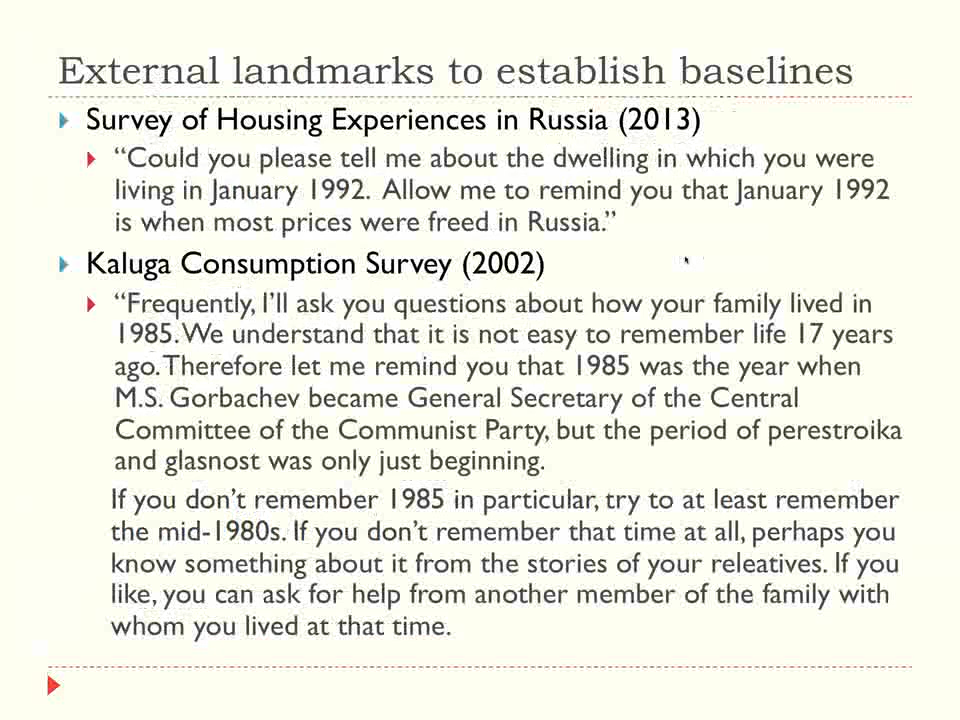 External landmarks to establish baselines
Survey of Housing Experiences in Russia (2013)
“Could you please tell me about the dwelling in which you were
living in January 1992. Allow me to remind you that January 1992
is when most prices were freed in Russia.”
Kaluga Consumption Survey (2002)
“Frequently, I’ll ask you questions about how your family lived in
1985. We understand that it is not easy to remember life 17 years
ago. Therefore let me remind you that 1985 was the year when
M.S. Gorbachev became General Secretary of the Central
Committee of the Communist Party, but the period of perestroika
and glasnost was only just beginning.
If you don’t remember 1985 in particular, try to at least remember
the mid-1980s. If you don’t remember that time at all, perhaps you
know something about it from the stories of your releatives. If you
like, you can ask for help from another member of the family with
whom you lived at that time.